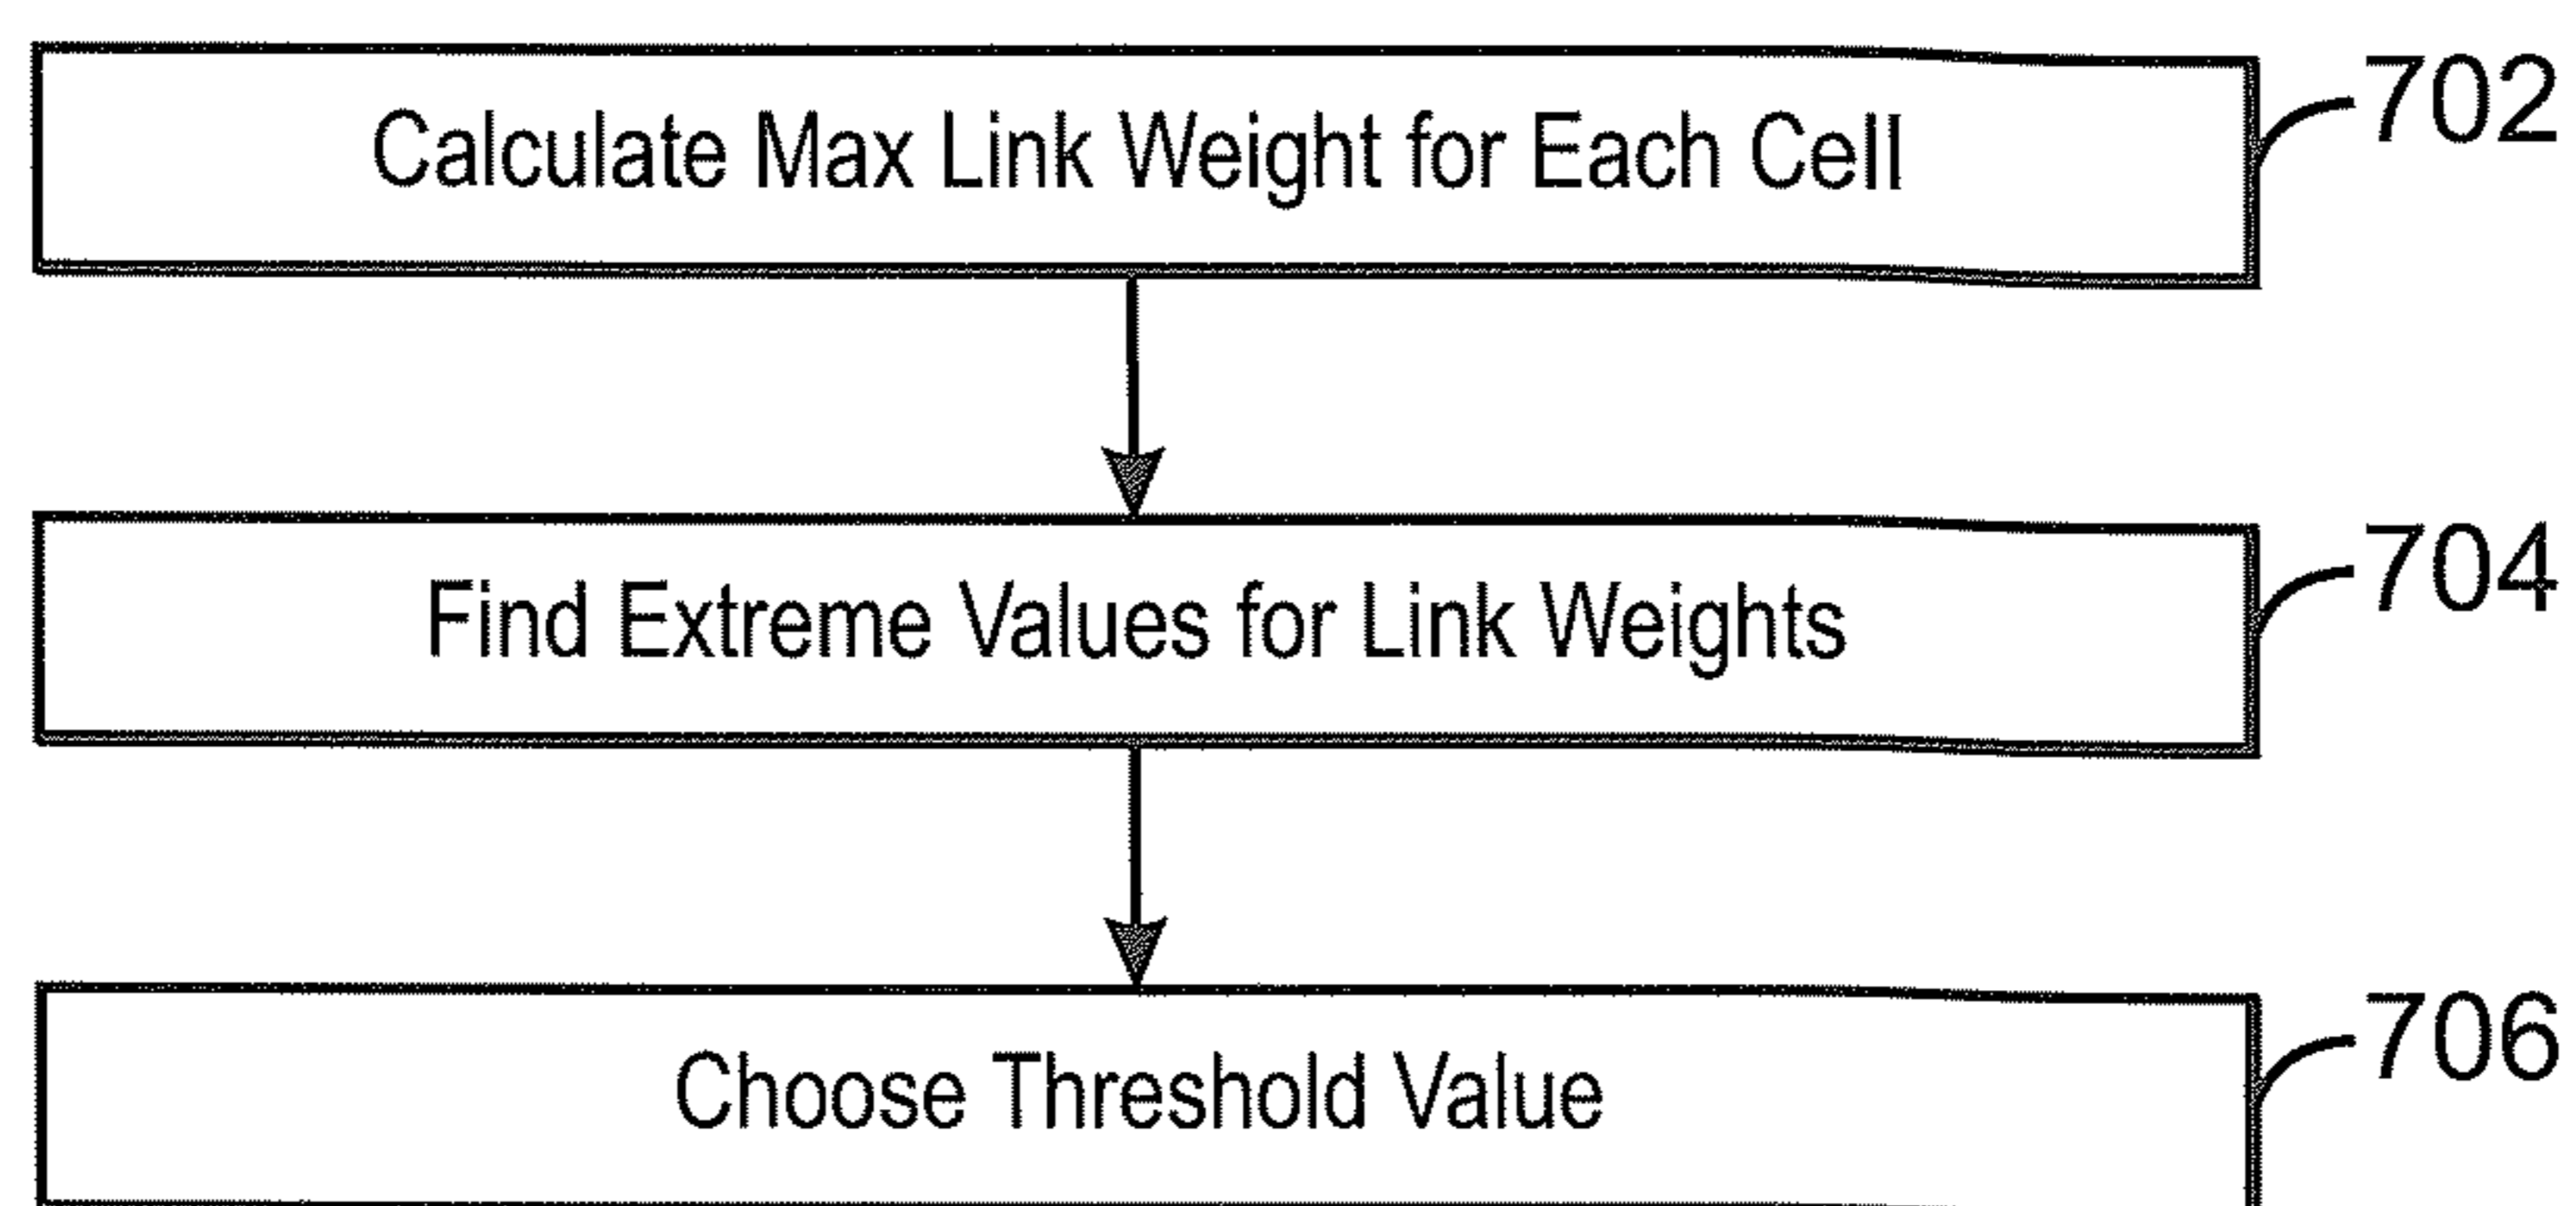 Calculate Max Link Weight for Each Cell
702
Find Extreme Values for Link Weights
704
Choose Threshold Value
706